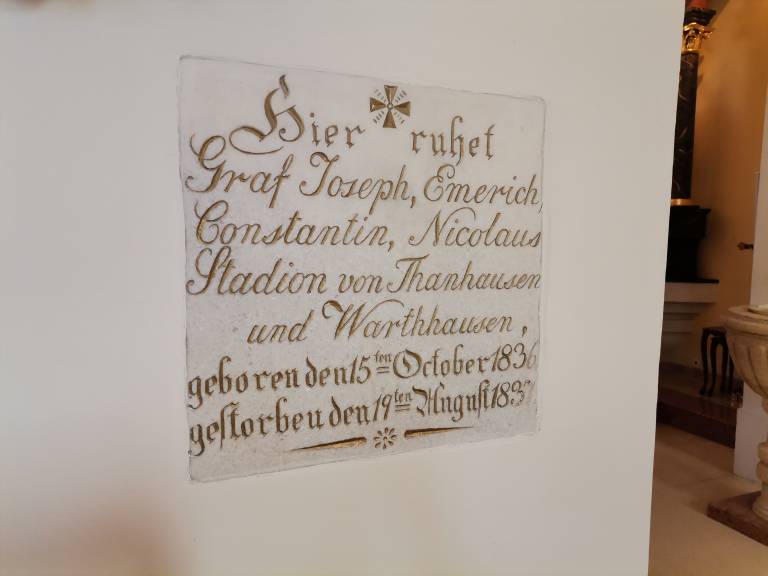 Hier ruhet
Graf Joseph, Emerich,
Constantin, Nicolaus
Stadion von Thanhausen
und Warthhausen,
geboren den 15ten October 1836
gestorben den 19ten August 1837